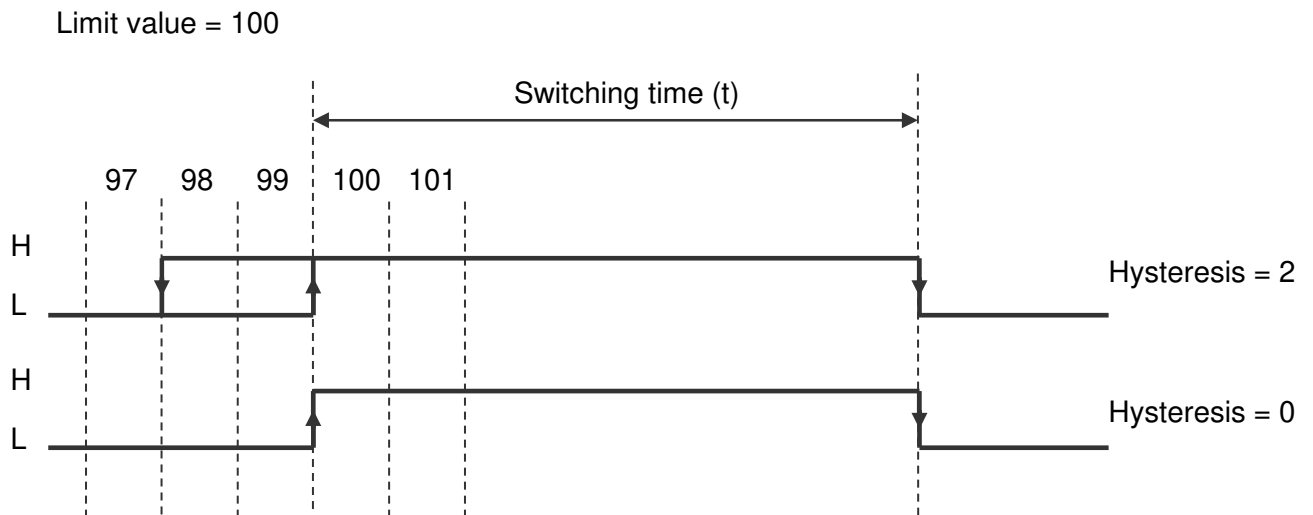 Limit value = 100
Switching time (t)
97 98 99 100 101
H
L
Hysteresis = 2
H
L
Hysteresis = 0